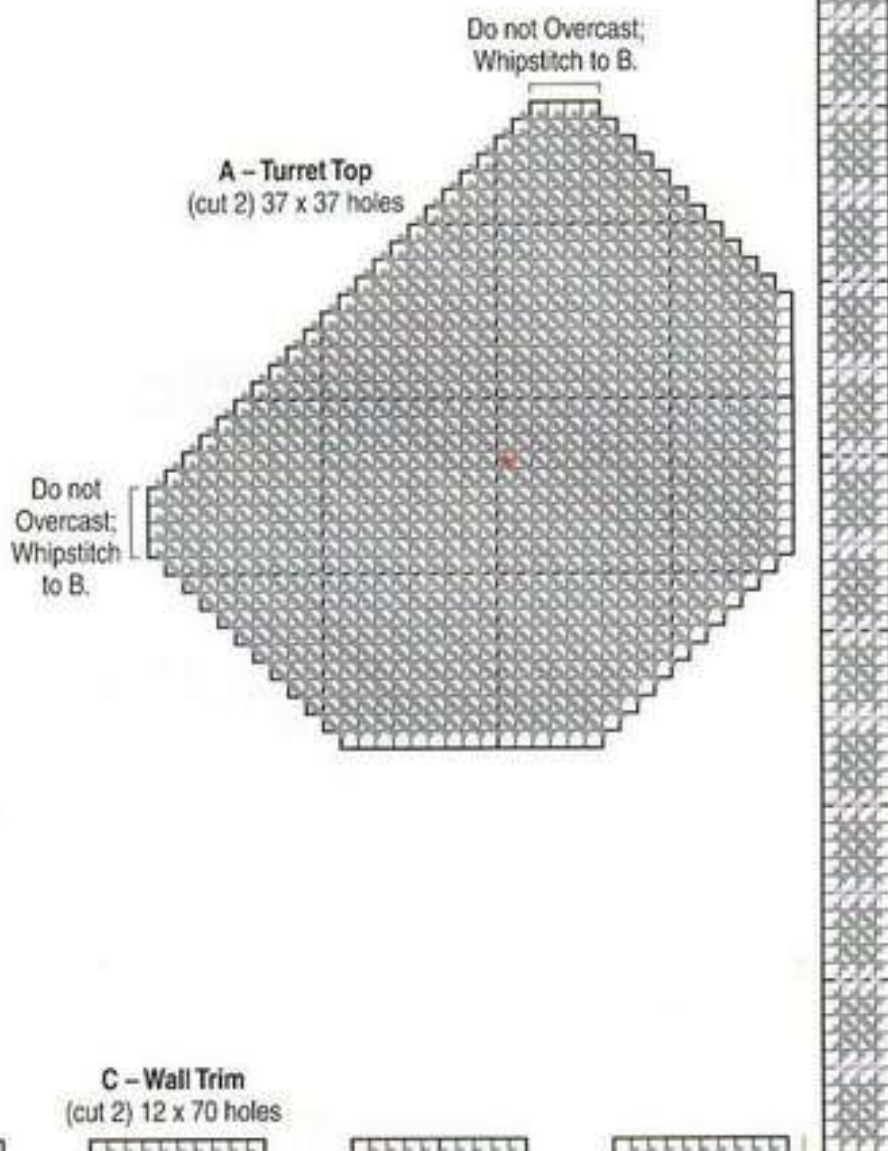 Do not Overcast;
Whipstitch to B.
A – Turret Top
(cut 2) 37 x 37 holes
Do not
Overcast;
Whipstitch
to B.
C – Wall Trim
(cut 2) 12 x 70 holes